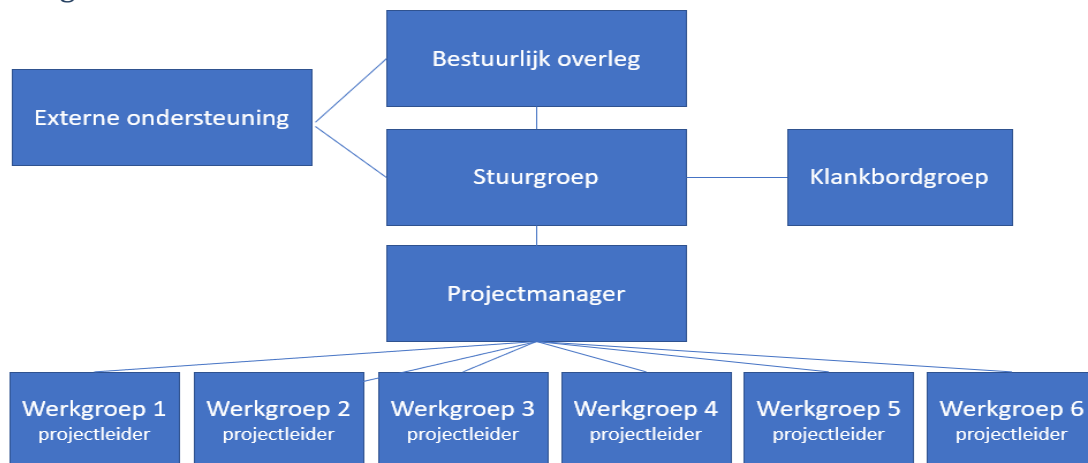 Bestuurlijk overleg
Externe ondersteuning
Stuurgroep
Klankbordgroep
Projectmanager
Werkgroep 1
projectleider
Werkgroep 2
projectleider
Werkgroep 3
projectleider
Werkgroep 4
projectleider
Werkgroep 5
projectleider
Werkgroep 6
projectleider